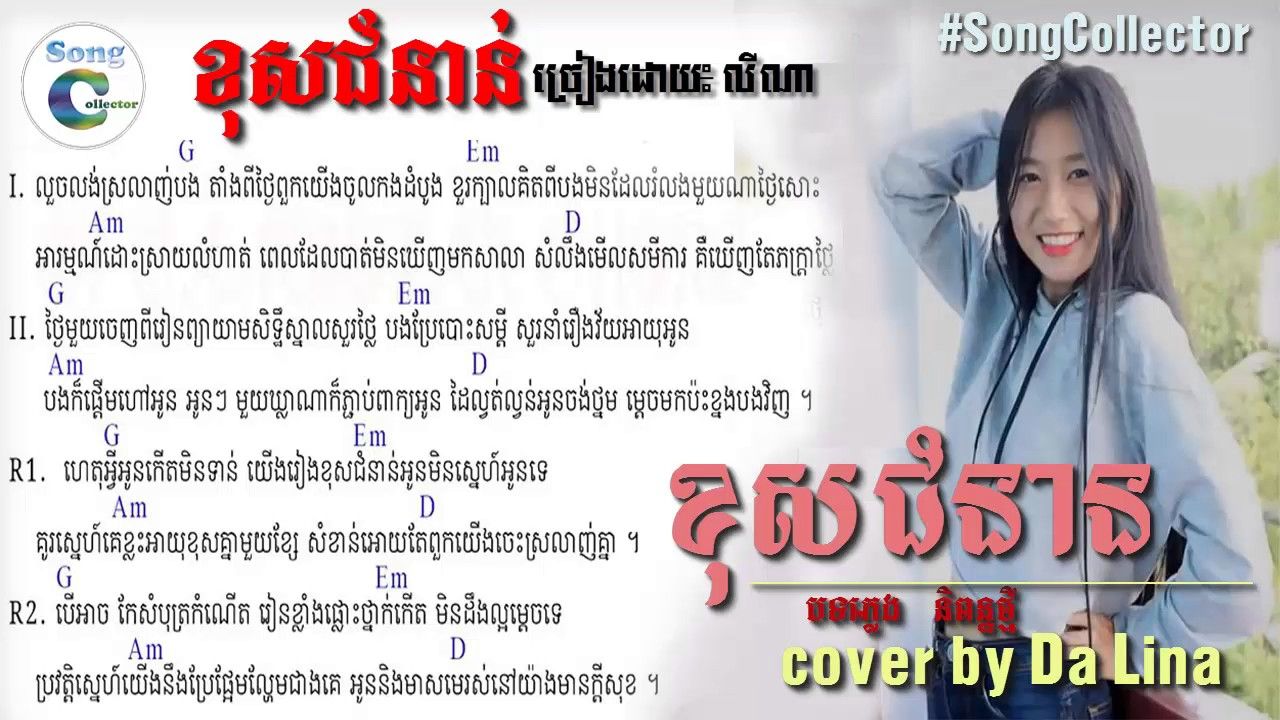 Song
Collector
#SongCollector
ខុសជំនាន់ ច្រៀងដោយ៖ លីណា
G Em
I. លួចលង់ស្រលាញ់បង តាំងពីថ្ងៃពួកយើងចូលកងដំបូង ខួរក្បាលគិតពីបងមិនដែលរំលងមួយណាថ្ងៃសោះ
Am D
អារម្មណ៍ដោះស្រាយលំហាត់ ពេលដែលបាត់មិនឃើញមកសាលា សំលឹងមើលសមីការ គឺឃើញតែភក្ត្រាថ្លៃ
G Em
II. ថ្ងៃមួយចេញពីរៀនព្យាយាមសិទ្ធីស្នាលសួរថ្លៃ បងប្រែបោះសម្ដី សួរនាំរឿងវ័យអាយុអូន
Am D
បងក៏ផ្ដើមហៅអូន អូនៗ មួយឃ្លាណាក៏ភ្ជាប់ពាក្យអូន ដៃល្វត់ល្វន់អូនចង់ថ្នម ម្ដេចមកប៉ះខ្នងបងវិញ ។
G Em
R1. ហេតុអ្វីអូនកើតមិនទាន់ យើងរៀងខុសជំនាន់អូនមិនស្នេហ៍អូនទេ
Am D
គូរស្នេហ៍គេខ្លះអាយុខុសគ្នាមួយខ្សែ សំខាន់អោយតែពួកយើងចេះស្រលាញ់គ្នា ។
G Em
R2. បើអាច កែសំបុត្រកំណើត រៀនខ្លាំងផ្លោះថ្នាក់កើត មិនដឹងល្អម្ដេចទេ
Am D
ប្រវត្តិស្នេហ៍យើងនឹងប្រែផ្អែមល្ហែមជាងគេ អូននិងមាសមេរស់នៅយ៉ាងមានក្ដីសុខ ។
ខុសជំនាន
បទភ្លេង និពន្ធថ្មី
cover by Da Lina